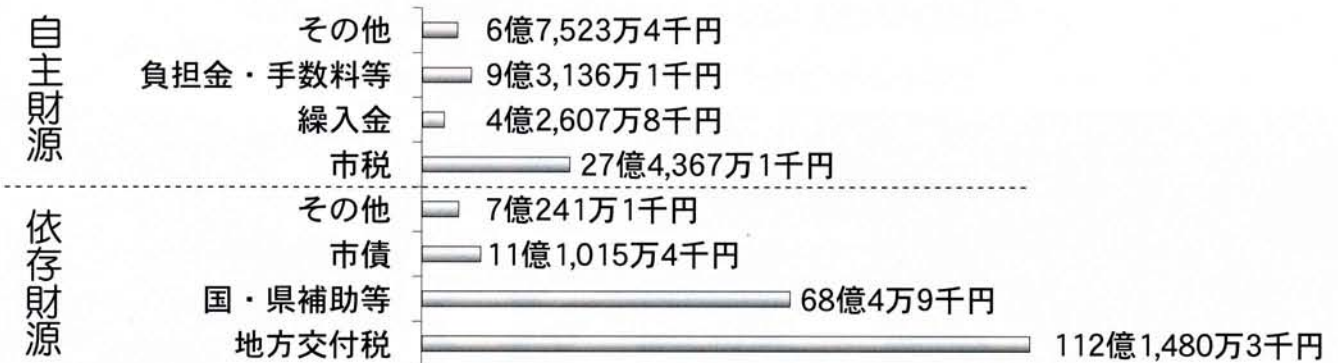 自主財源
その他 6億7,523万4千円
負担金・手数料等 9億3,136万1千円
繰入金 4億2,607万8千円
市税 27億4,367万1千円
依存財源
その他 7億241万1千円
市債 11億1,015万4千円
国・県補助等 68億4万9千円
地方交付税 112億1,480万3千円